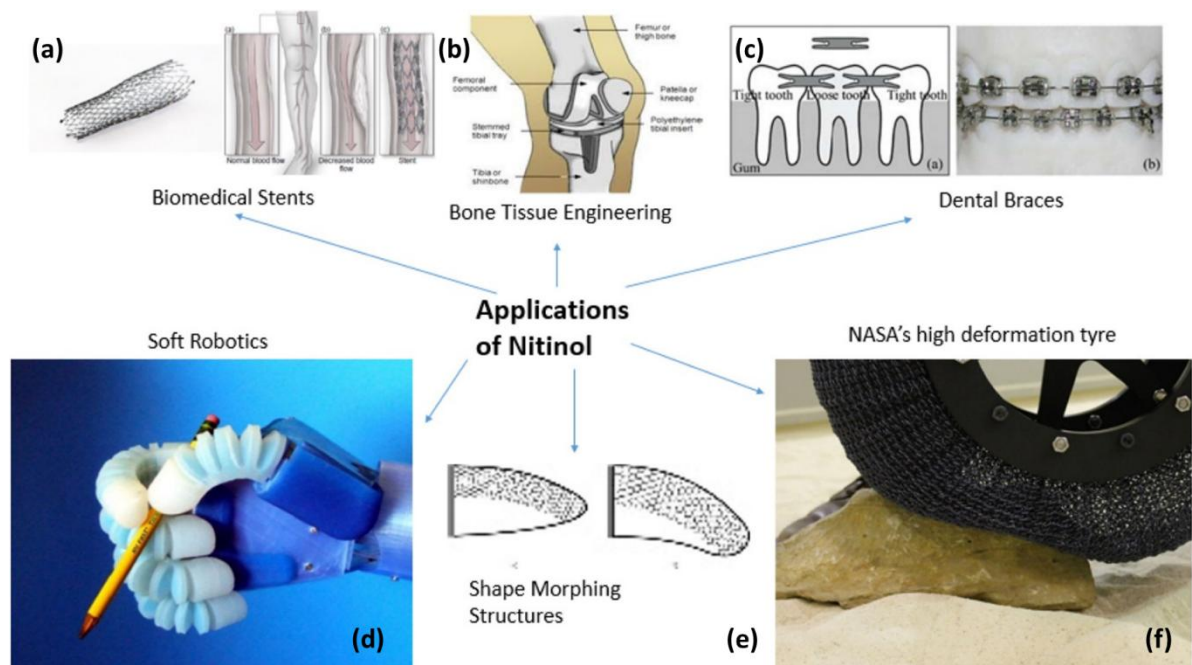 (a)
(a)
(b)
(c)
Normal blood flow
Decreased blood
flow
Stent
Biomedical Stents
(b)
Femur or
thigh bone
Femoral
component
Patella or
kneecap
Stemmed
tibial tray
Polyethylene
tibial insert
Tibia or
shinbone
Bone Tissue Engineering
(c)
Tight tooth
Loose tooth
Tight tooth
Gum
(a)
(b)
Dental Braces
Applications
of Nitinol
Soft Robotics
(d)
Shape Morphing
Structures
(e)
NASA's high deformation tyre
(f)